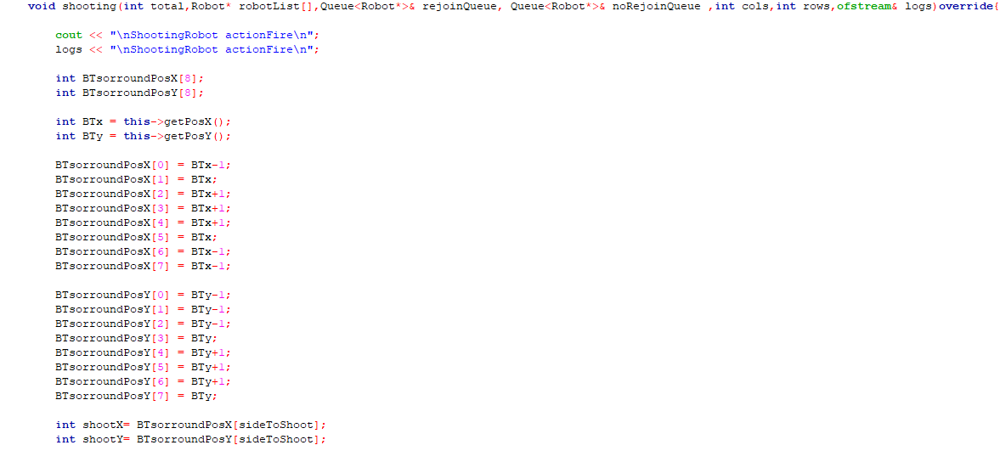 void shooting(int total,Robot* robotList[],Queue<Robot*>& rejoinQueue, Queue<Robot*>& noRejoinQueue ,int cols,int rows,ofstream& logs)override{
cout << "\nShootingRobot actionFire\n";
logs << "\nShootingRobot actionFire\n";
int BTsorroundPosX[8];
int BTsorroundPosY[8];
int BTx = this->getPosX();
int BTy = this->getPosY();
BTsorroundPosX[0] = BTx-1;
BTsorroundPosX[1] = BTx;
BTsorroundPosX[2] = BTx+1;
BTsorroundPosX[3] = BTx+1;
BTsorroundPosX[4] = BTx+1;
BTsorroundPosX[5] = BTx;
BTsorroundPosX[6] = BTx-1;
BTsorroundPosX[7] = BTx-1;
BTsorroundPosY[0] = BTy-1;
BTsorroundPosY[1] = BTy-1;
BTsorroundPosY[2] = BTy-1;
BTsorroundPosY[3] = BTy;
BTsorroundPosY[4] = BTy+1;
BTsorroundPosY[5] = BTy+1;
BTsorroundPosY[6] = BTy+1;
BTsorroundPosY[7] = BTy;
int shootX= BTsorroundPosX[sideToShoot];
int shootY= BTsorroundPosY[sideToShoot];